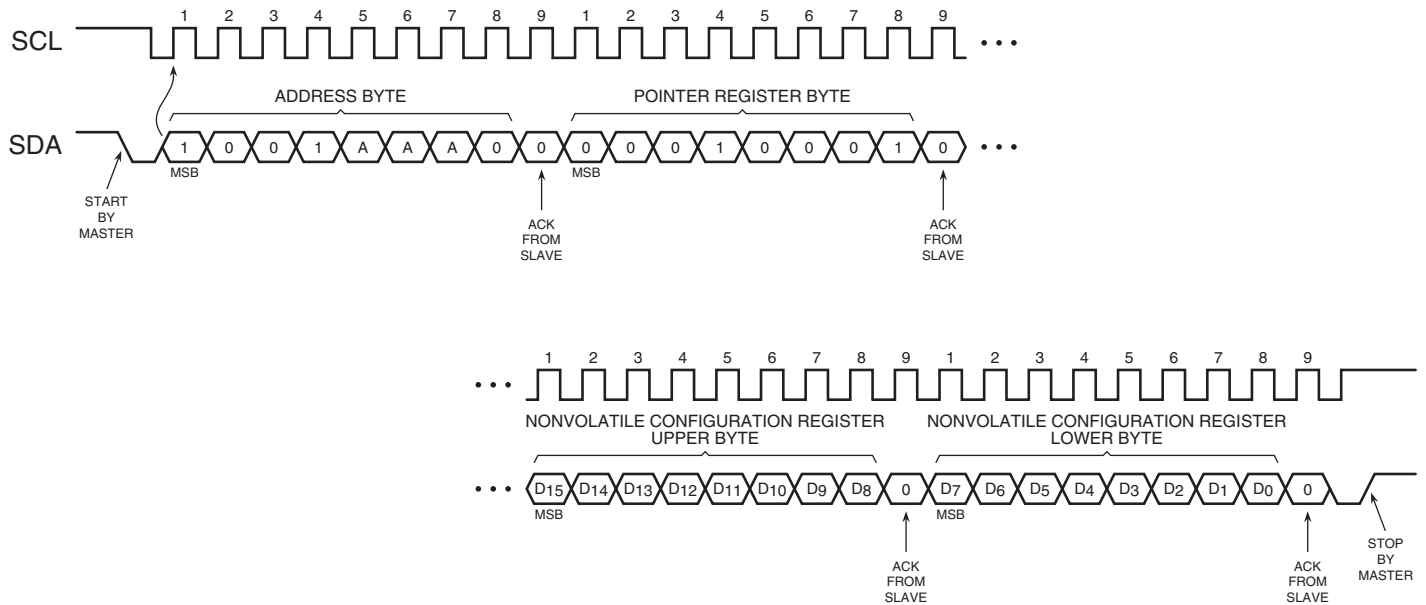 1 2 3 4 5 6 7 8 9 1 2 3 4 5 6 7 8 9
SCL • • •
ADDRESS BYTE POINTER REGISTER BYTE
SDA 1 0 0 1 A A A 0 0 0 0 0 1 0 0 0 1 0 • • •
MSB MSB
START
BY
MASTER
ACK
FROM
SLAVE
ACK
FROM
SLAVE
1 2 3 4 5 6 7 8 9 1 2 3 4 5 6 7 8 9
• • •
NONVOLATILE CONFIGURATION REGISTER
UPPER BYTE
NONVOLATILE CONFIGURATION REGISTER
LOWER BYTE
• • • D15 D14 D13 D12 D11 D10 D9 D8 0 D7 D6 D5 D4 D3 D2 D1 D0 0
MSB MSB
ACK
FROM
SLAVE
ACK
FROM
SLAVE
STOP
BY
MASTER